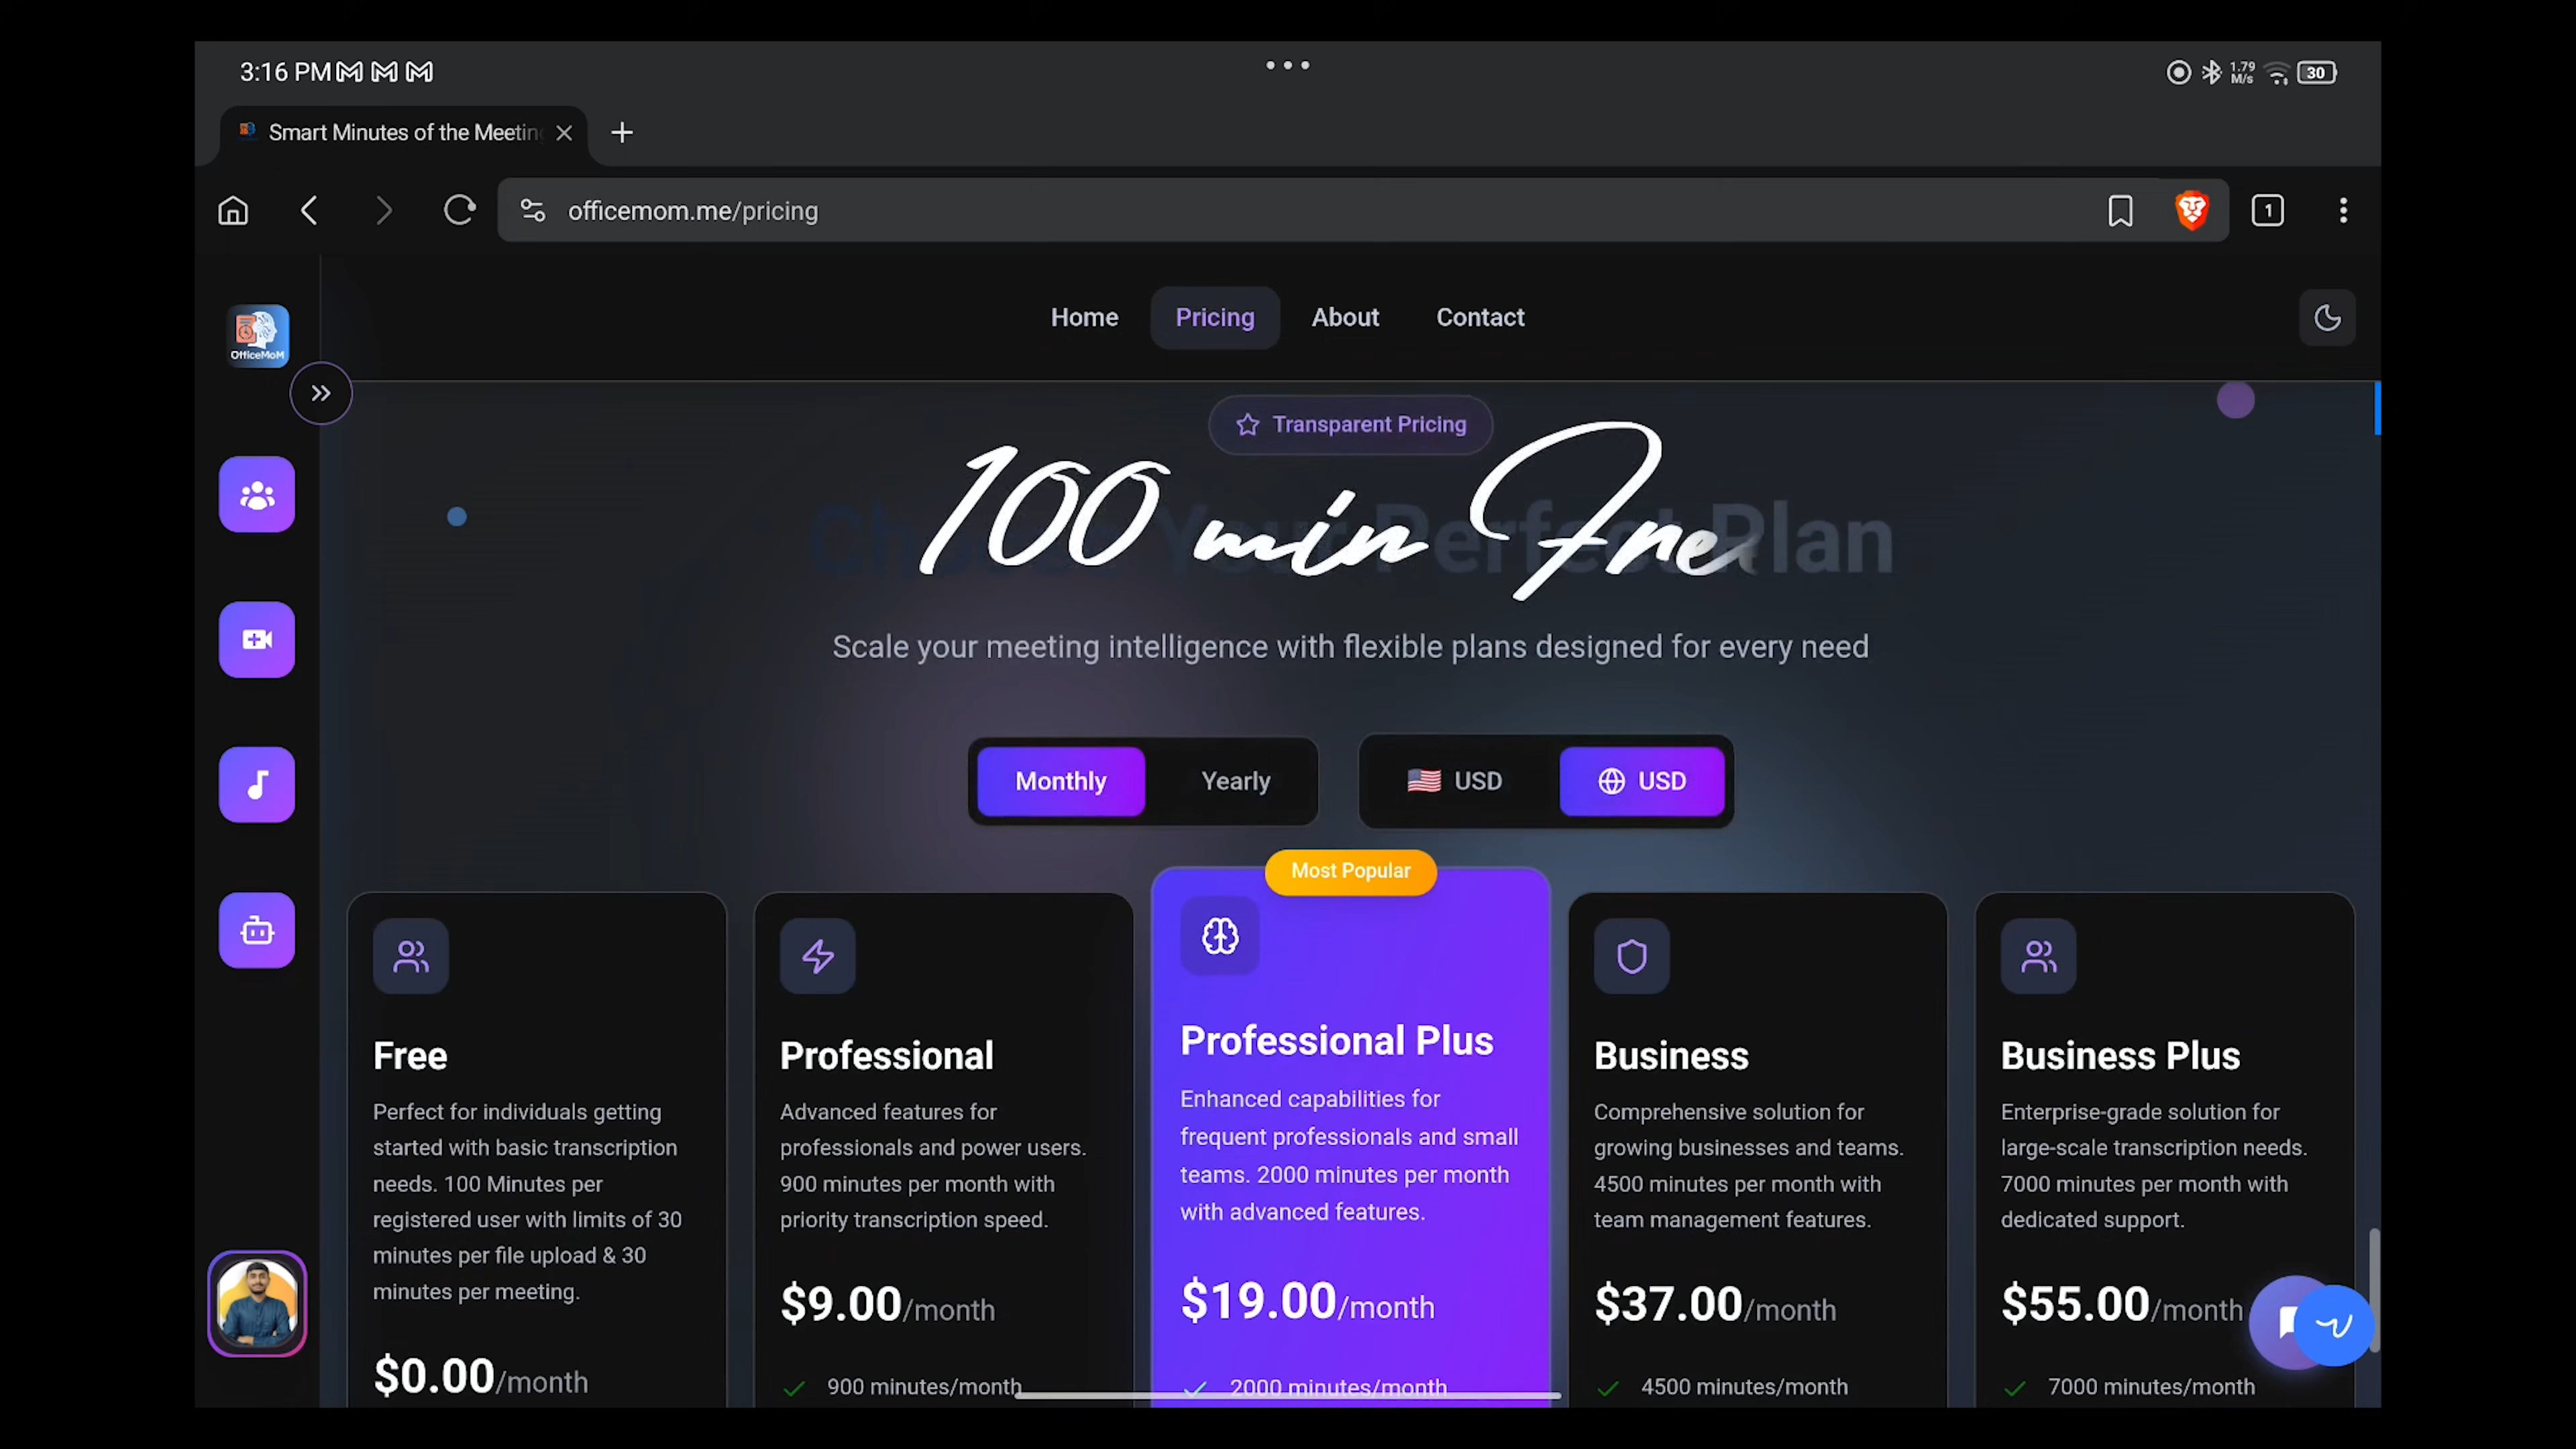 3:16 PM
1.79
M/s
30
Smart Minutes of the Meetin
officemom.me/pricing
1
OfficeMoM
Home
Pricing
About
Contact
Transparent Pricing
100 min Free
Choose Your Perfect Plan
Scale your meeting intelligence with flexible plans designed for every need
Monthly
Yearly
USD
USD
Most Popular
Free
Perfect for individuals getting
started with basic transcription
needs. 100 Minutes per
registered user with limits of 30
minutes per file upload & 30
minutes per meeting.
$0.00/month
Professional
Advanced features for
professionals and power users.
900 minutes per month with
priority transcription speed.
$9.00/month
900 minutes/month
Professional Plus
Enhanced capabilities for
frequent professionals and small
teams. 2000 minutes per month
with advanced features.
$19.00/month
2000 minutes/month
Business
Comprehensive solution for
growing businesses and teams.
4500 minutes per month with
team management features.
$37.00/month
4500 minutes/month
Business Plus
Enterprise-grade solution for
large-scale transcription needs.
7000 minutes per month with
dedicated support.
$55.00/month
7000 minutes/month